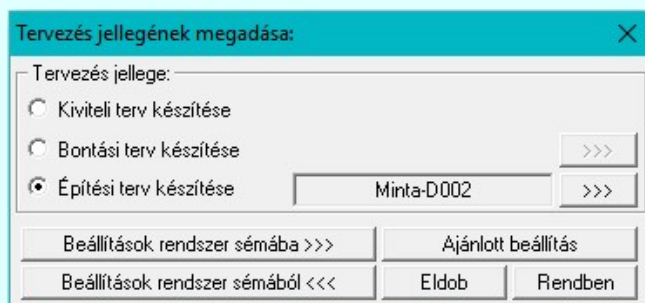 Tervezés jellegének megadása:
Tervezés jellege:
Kiviteli terv készítése
Bontási terv készítése >>>
Építési terv készítése Minta-D002 >>>
Beállítások rendszer sémába >>> Ajánlott beállítás
Beállítások rendszer sémából <<< Eldob Rendben